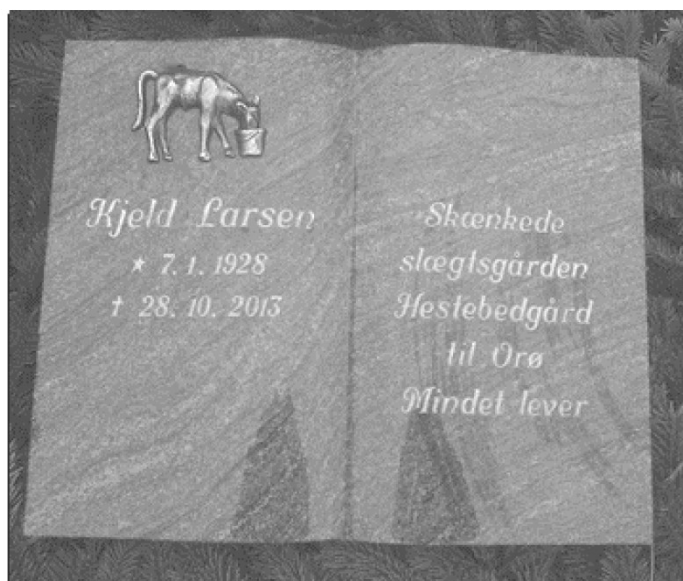 Kjeld Larsen
★ 7. 1. 1928
† 28. 10. 2013
Skænkede
slægtsgården
Hestebedgård
til Orø
Mindet lever